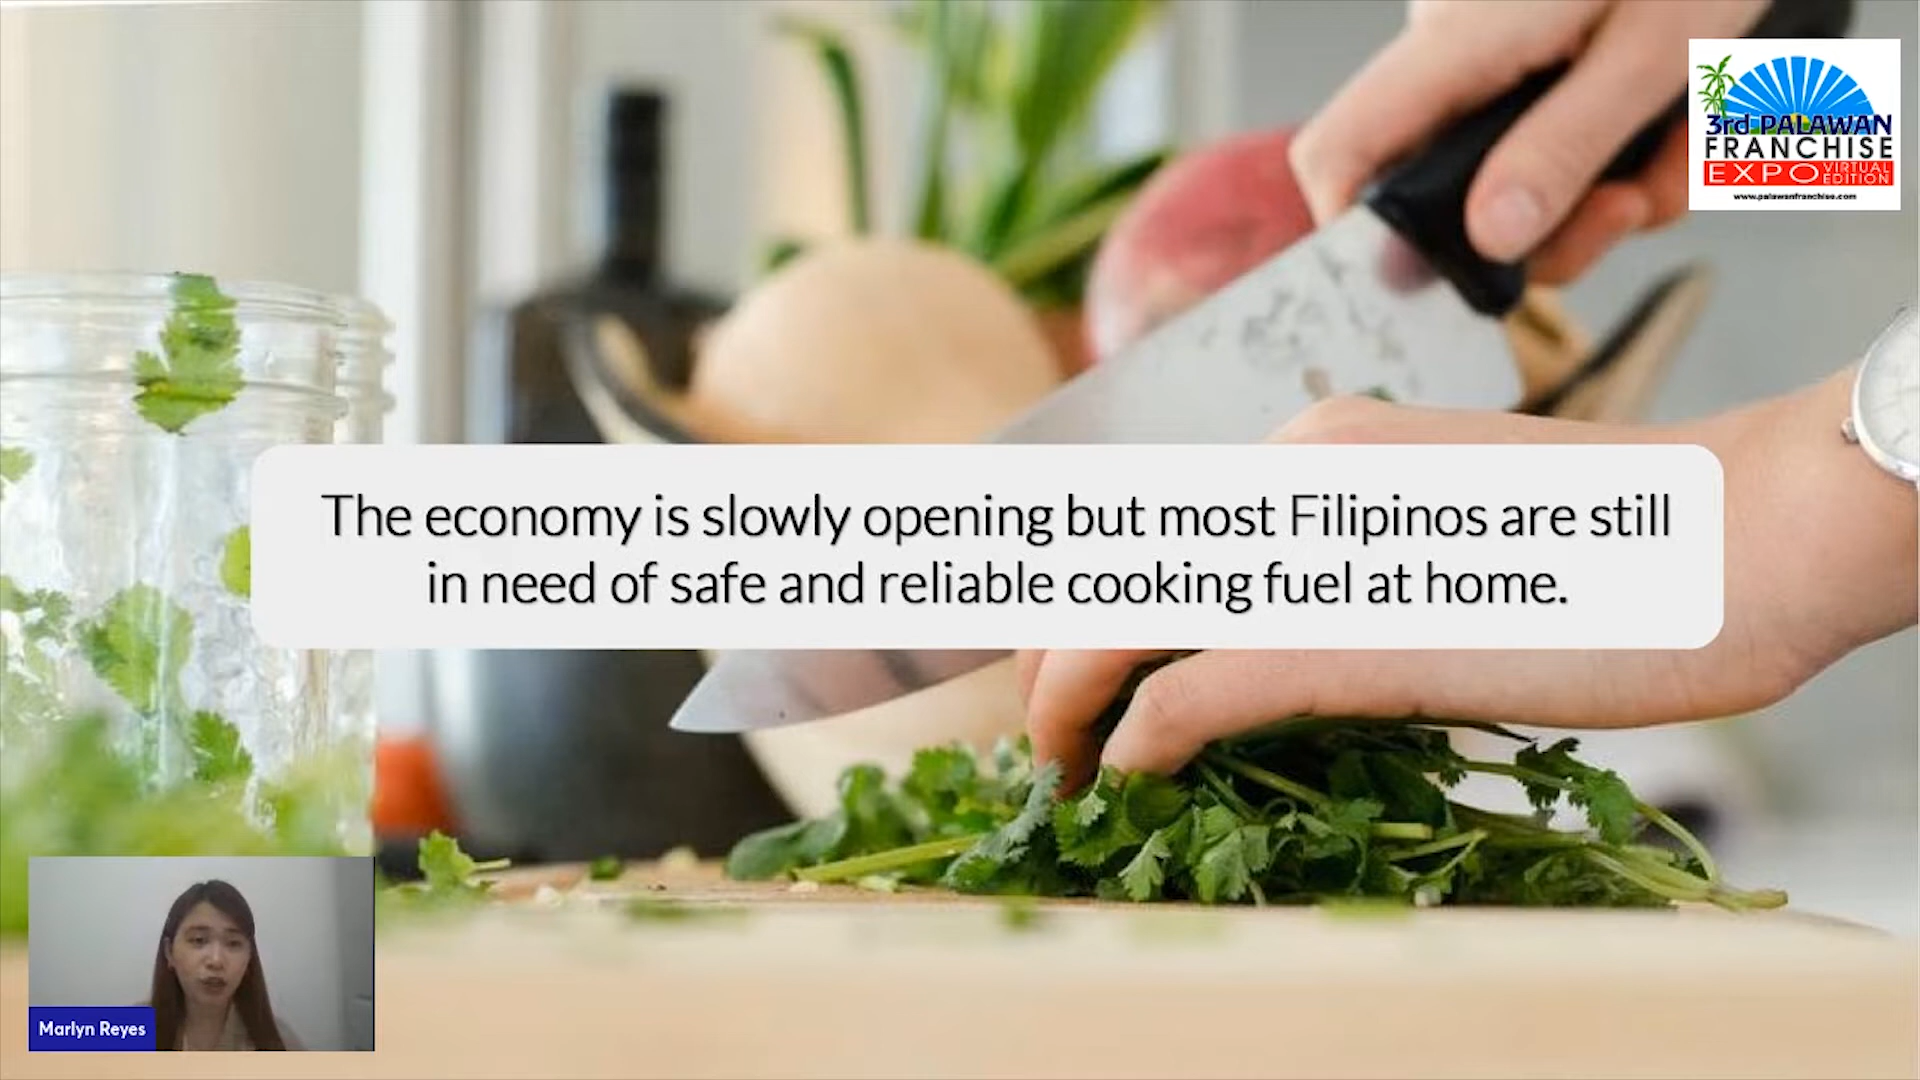 3rd PALAWAN
FRANCHISE
EXPO VIRTUAL EDITION
www.palawanfranchise.com
The economy is slowly opening but most Filipinos are still
in need of safe and reliable cooking fuel at home.
Marlyn Reyes